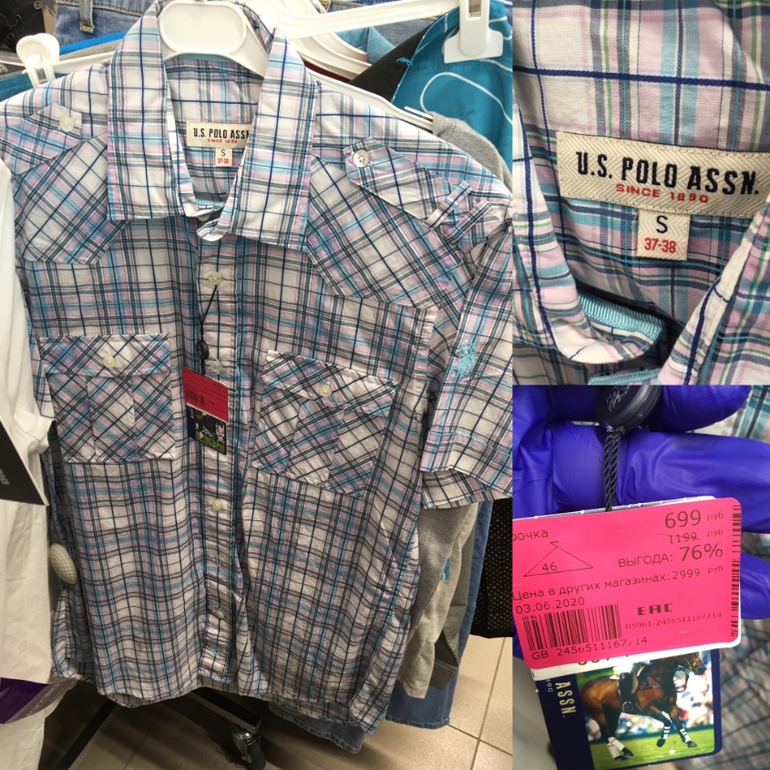 U.S. POLO ASSN.
SINCE 1890
S
37-38
U.S. POLO ASSN.
SINCE 1890
S
37-38
699 руб.
рочка
1199 руб
ВЫГОДА: 76%
46
Цена в других магазинах: 2999 руб
03.06.2020
EAC
GB 2456511167714
ASSN.